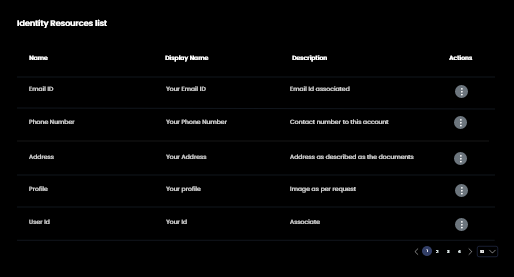 Identity Resources list
Name Display Name Description Actions
Email ID Your Email ID Email Id associated
Phone Number Your Phone Number Contact number to this account
Address Your Address Address as described as the documents
Profile Your profile Image as per request
User Id Your Id Associate
1 2 3 4 10